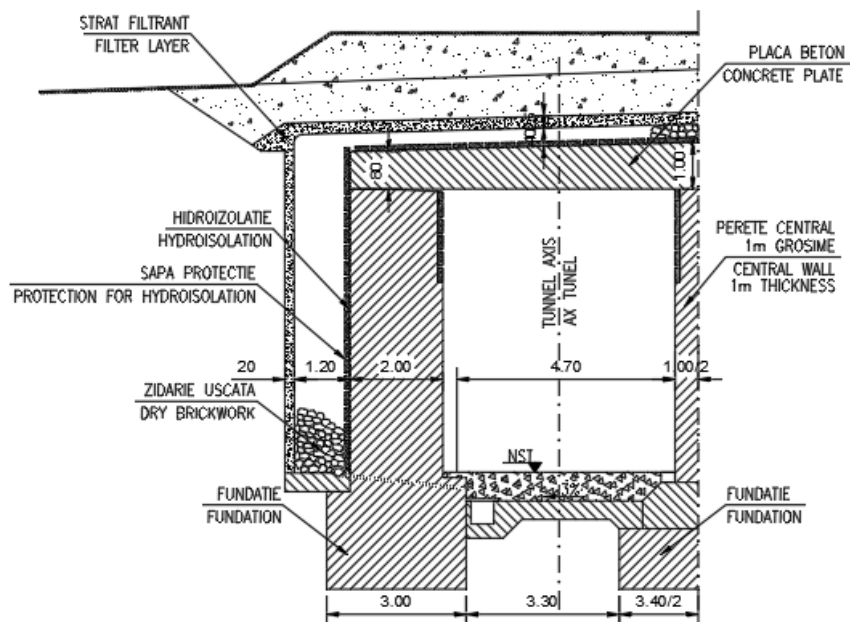 STRAT FILTRANT
FILTER LAYER
PLACA BETON
CONCRETE PLATE
80
1.00
HIDROIZOLATIE
HYDROISOLATION
PERETE CENTRAL
1m GROSIME
CENTRAL WALL
1m THICKNESS
SAPA PROTECTIE
PROTECTION FOR HYDROISOLATION
TUNNEL AXIS
AX TUNEL
20
1.20
2.00
4.70
1.00/2
ZIDARIE USCATA
DRY BRICKWORK
NST
FUNDATIE
FUNDATION
FUNDATIE
FUNDATION
3.00
3.30
3.40/2